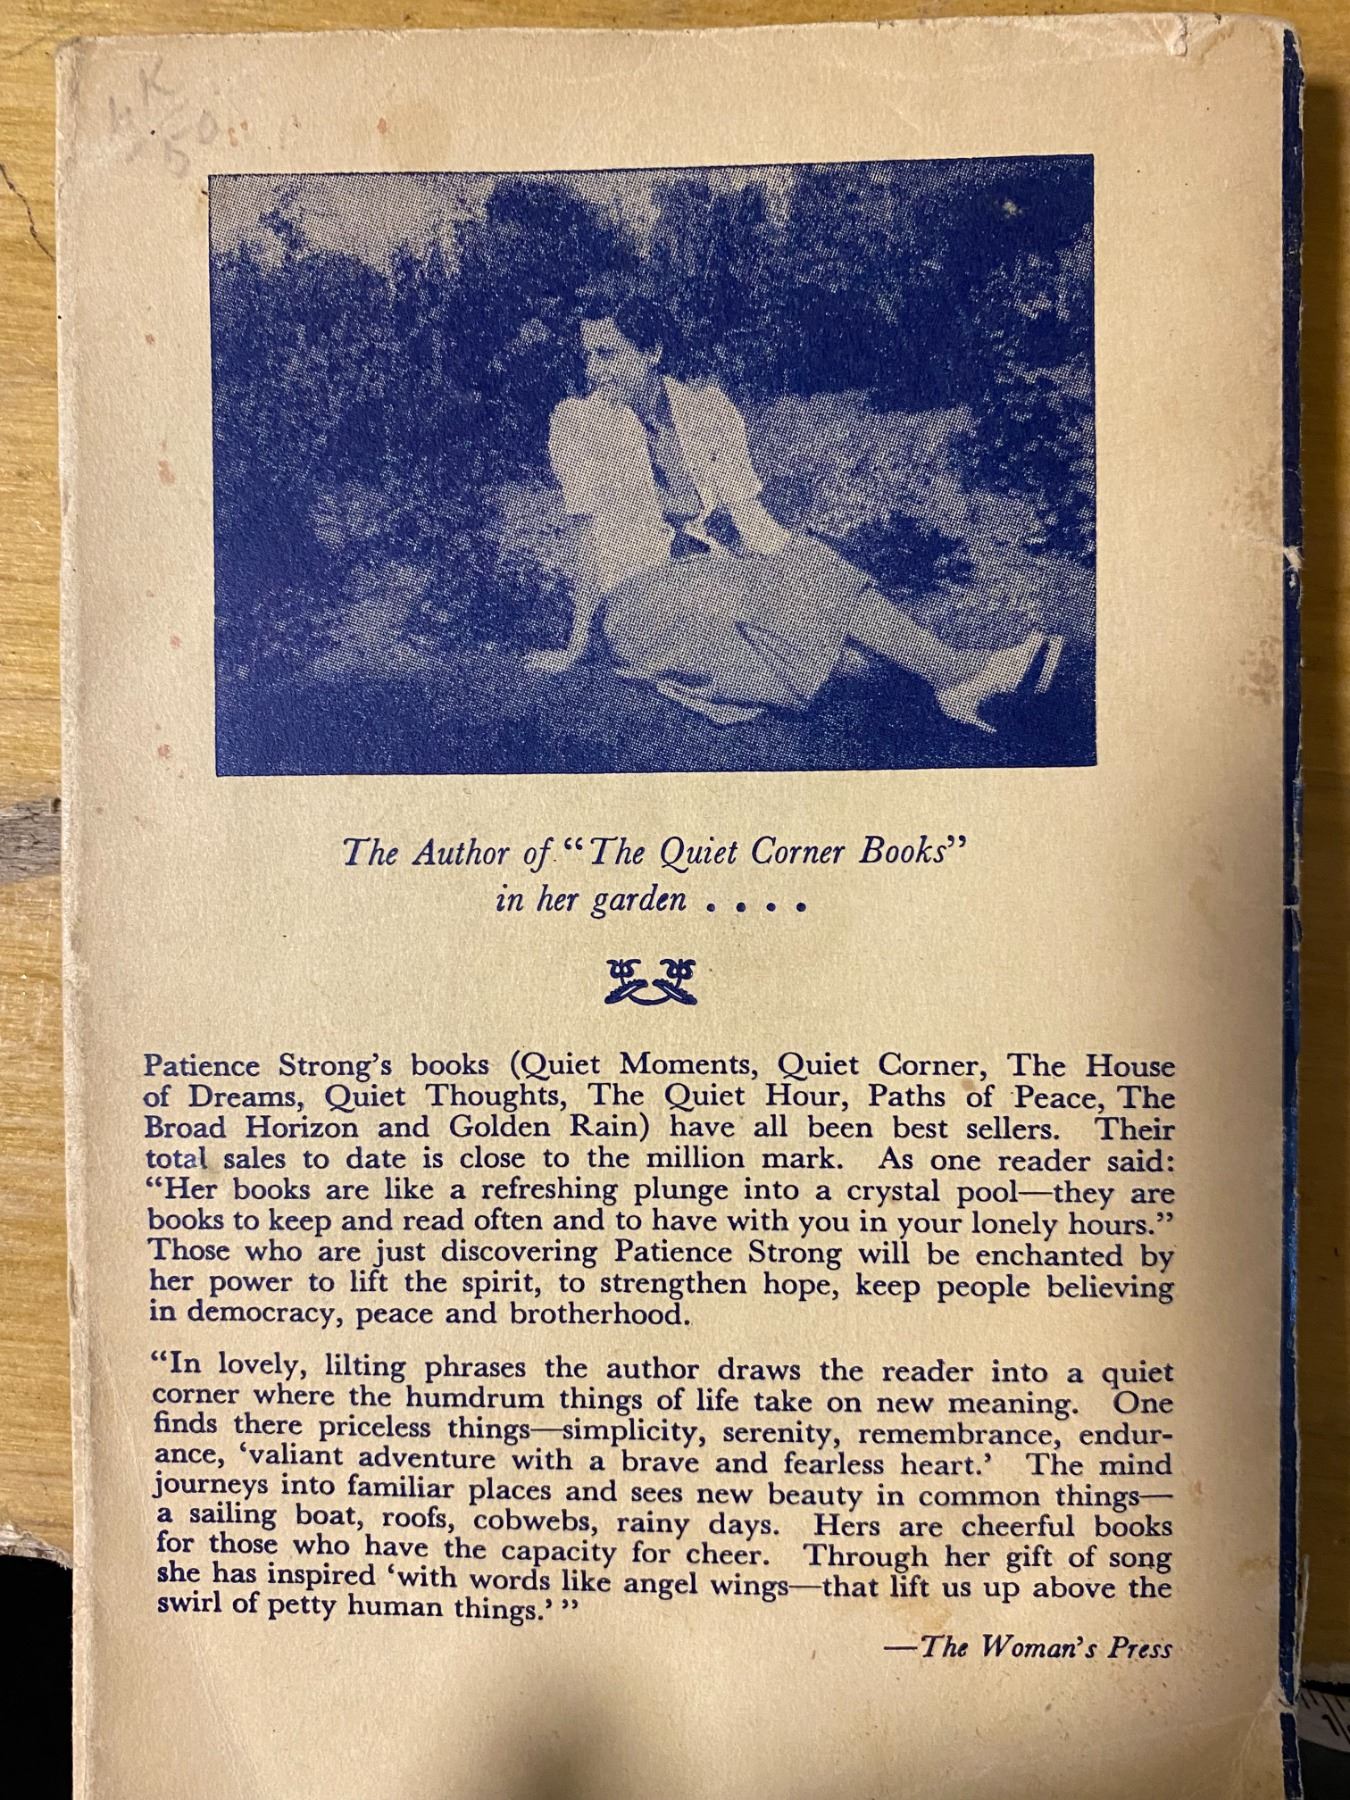 The Author of "The Quiet Corner Books"
in her garden . . . .
Patience Strong's books (Quiet Moments, Quiet Corner, The House
of Dreams, Quiet Thoughts, The Quiet Hour, Paths of Peace, The
Broad Horizon and Golden Rain) have all been best sellers. Their
total sales to date is close to the million mark. As one reader said:
"Her books are like a refreshing plunge into a crystal pool—they are
books to keep and read often and to have with you in your lonely hours."
Those who are just discovering Patience Strong will be enchanted by
her power to lift the spirit, to strengthen hope, keep people believing
in democracy, peace and brotherhood.
"In lovely, lilting phrases the author draws the reader into a quiet
corner where the humdrum things of life take on new meaning. One
finds there priceless things—simplicity, serenity, remembrance, endur-
ance, 'valiant adventure with a brave and fearless heart.' The mind
journeys into familiar places and sees new beauty in common things—
a sailing boat, roofs, cobwebs, rainy days. Hers are cheerful books
for those who have the capacity for cheer. Through her gift of song
she has inspired 'with words like angel wings—that lift us up above the
swirl of petty human things.' "
—The Woman's Press